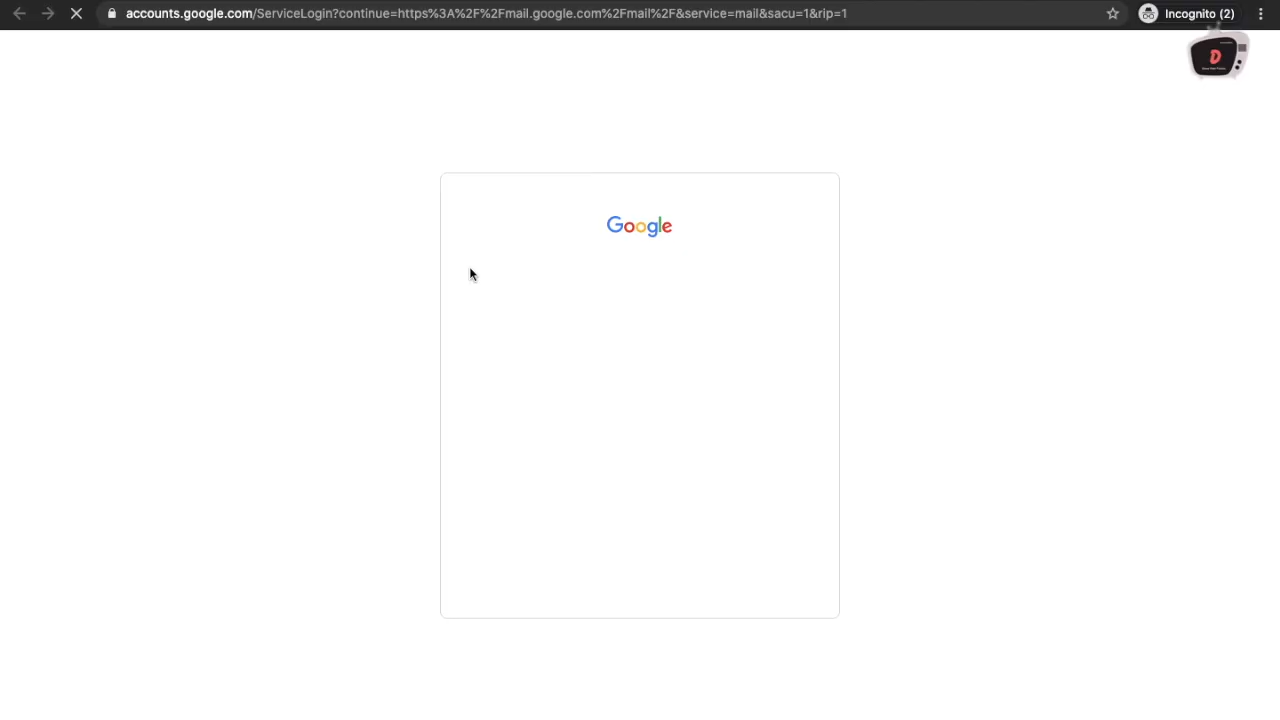 accounts.google.com/ServiceLogin?continue=https%3A%2F%2Fmail.google.com%2Fmail%2F&service=mail&sacu=1&rip=1
Incognito (2)
D
Google